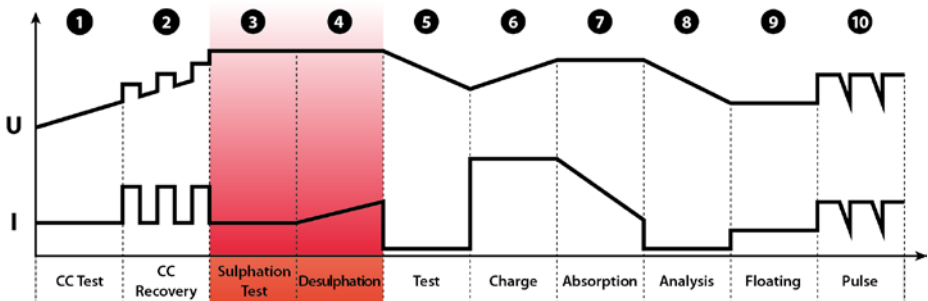 1 2 3 4 5 6 7 8 9 10
U
I
CC Test
CC
Recovery
Sulphation
Test
Desulphation
Test
Charge
Absorption
Analysis
Floating
Pulse